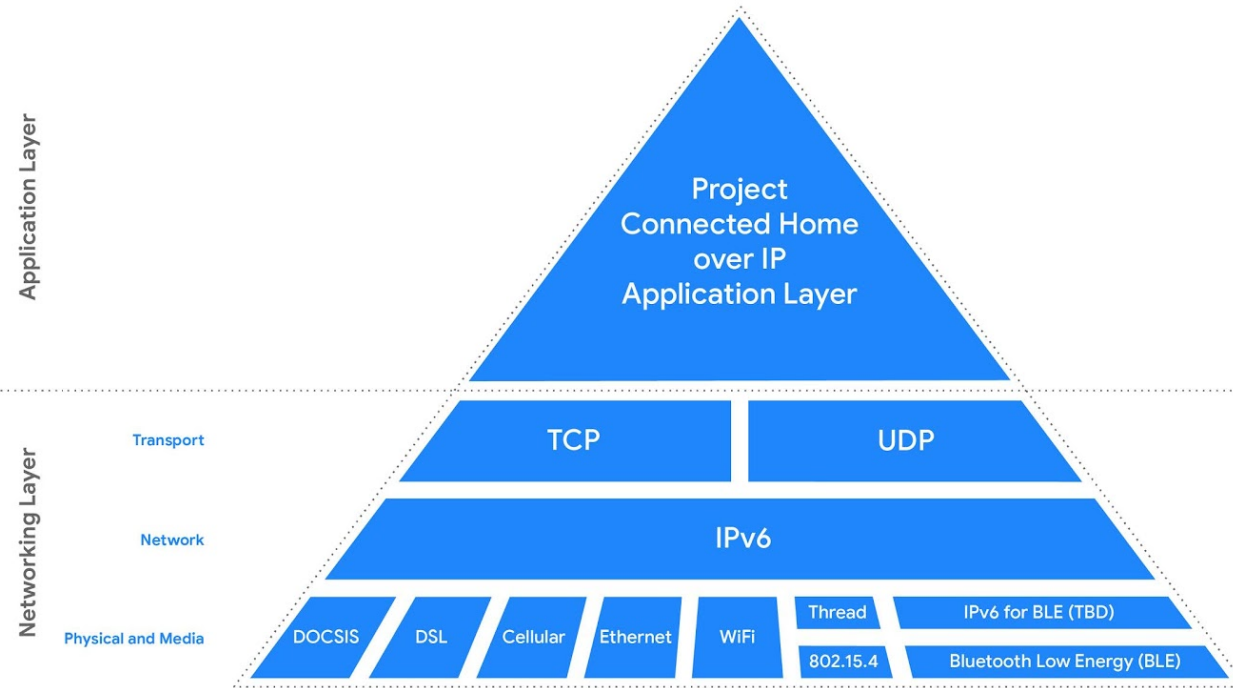 Application Layer
Project
Connected Home
over IP
Application Layer
Networking Layer
Transport
TCP
UDP
Network
IPv6
Physical and Media
DOCSIS
DSL
Cellular
Ethernet
WiFi
Thread
802.15.4
IPv6 for BLE (TBD)
Bluetooth Low Energy (BLE)